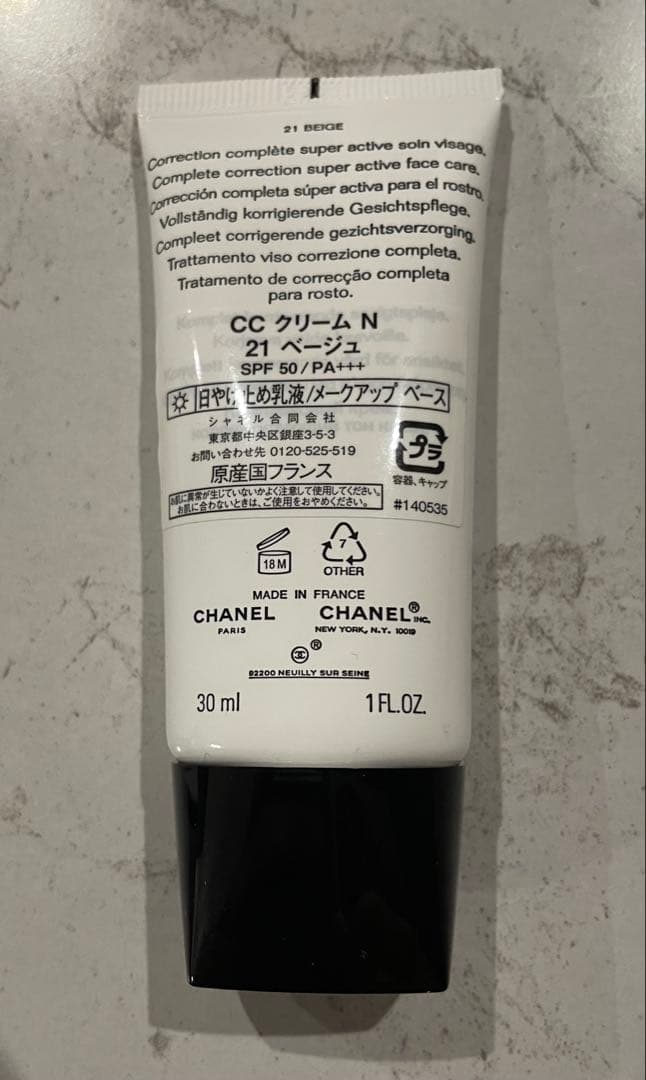 21 BEIGE
Correction complète super active soin visage.
Complete correction super active face care.
Corrección completa súper activa para el rostro.
Vollständig korrigierende Gesichtspflege.
Compleet corrigerende gezichtsverzorging.
Trattamento viso correzione completa.
Tratamento de correcção completa
para rosto.
CC クリーム N
21 ベージュ
SPF 50/PA+++
日やけ止め乳液/メークアップ ベース
シャネル合同会社
東京都中央区銀座3-5-3
お問い合わせ先 0120-525-519
原産国フランス
お肌に異常が生じていないかよく注意して使用してください。
お肌に合わないときは、ご使用をおやめください。
プラ
容器、キャップ
#140535
18 M
7
OTHER
MADE IN FRANCE
CHANEL
PARIS
CHANEL® INC.
NEW YORK, N.Y. 10019
®
92200 NEUILLY SUR SEINE
30 ml
1 FL.OZ.